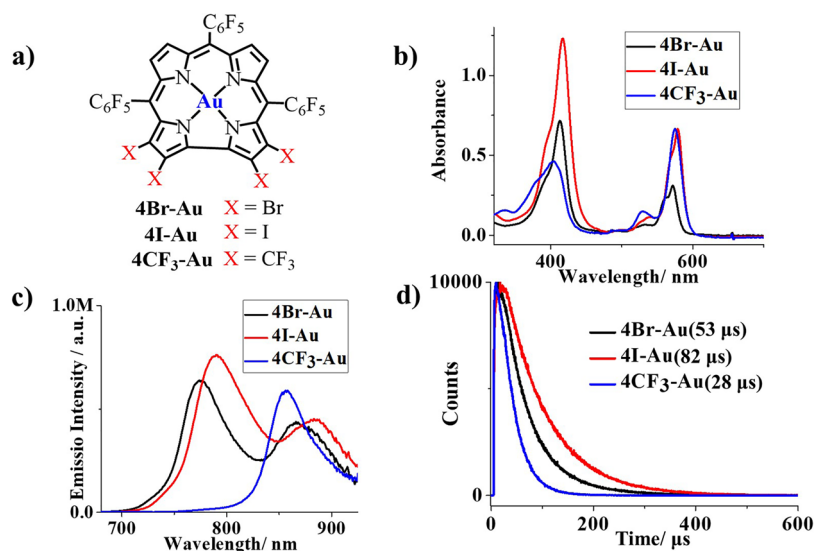 a)
C₆F₅
C₆F₅ C₆F₅
N N
Au
N N
X X
X X
4Br-Au X = Br
4I-Au X = I
4CF₃-Au X = CF₃
b)
4Br-Au
4I-Au
4CF₃-Au
Absorbance
1.0
0.5
0.0
400 600
Wavelength/ nm
c)
1.0M
0.0
Emissio Intensity / a.u.
4Br-Au
4I-Au
4CF₃-Au
700 800 900
Wavelength/ nm
d)
10000
0
Counts
4Br-Au(53 μs)
4I-Au(82 μs)
4CF₃-Au(28 μs)
0 200 400 600
Time/ μs